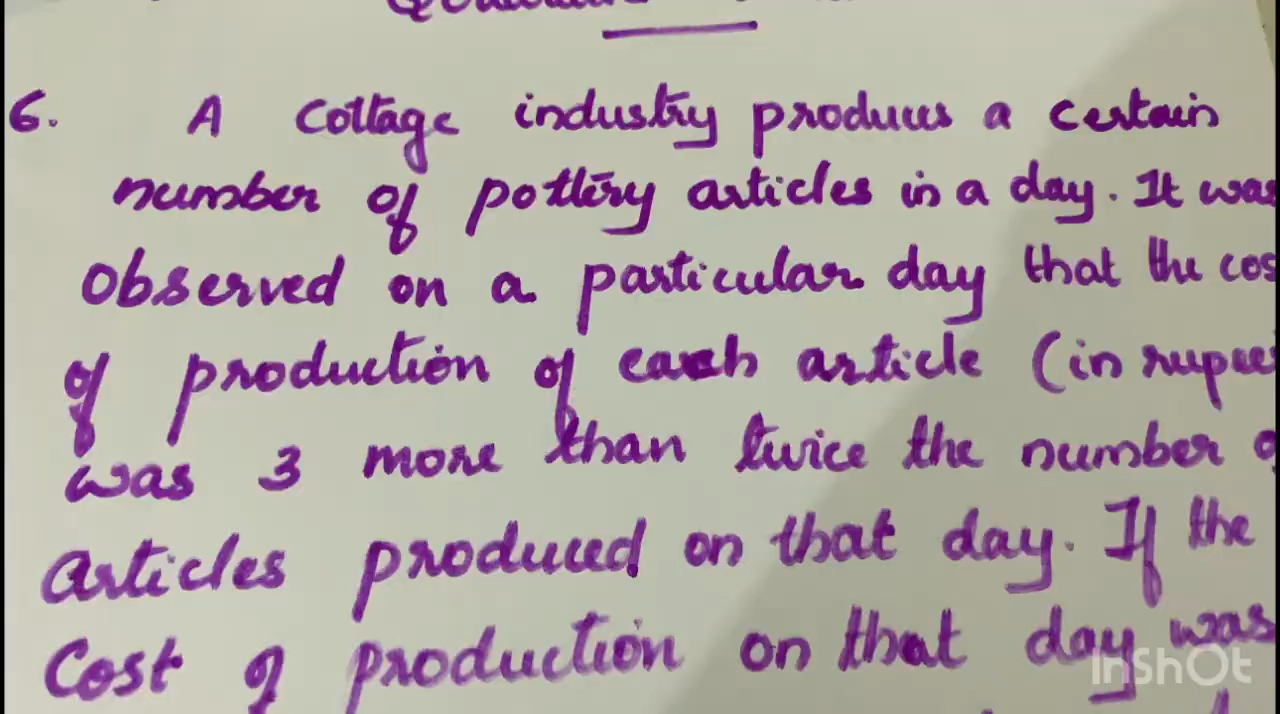 6. A Cottage industry produces a certain
number of pottery articles in a day. It was
Observed on a particular day that the cos
of production of each article (in rupees
was 3 more than twice the number o
Articles produced on that day. If the
Cost of production on that day was
InShOt